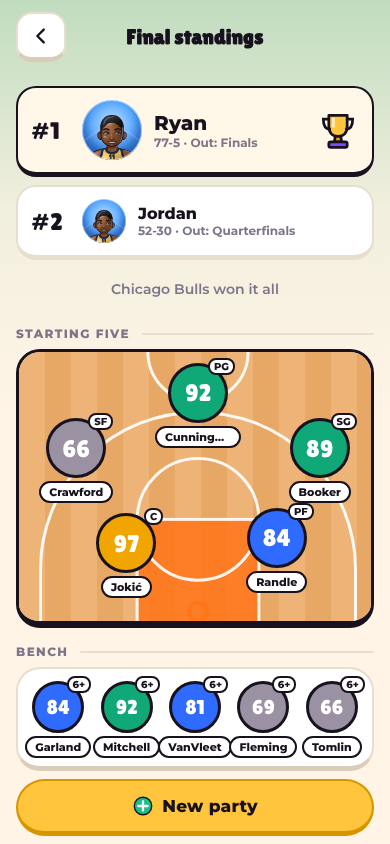 Final standings
#1
Ryan
77-5 · Out: Finals
#2
Jordan
52-30 · Out: Quarterfinals
Chicago Bulls won it all
STARTING FIVE
PG
92
Cunning...
SF
66
Crawford
SG
89
Booker
C
97
Jokić
PF
84
Randle
BENCH
6+ 6+ 6+ 6+ 6+
84 92 81 69 66
Garland Mitchell VanVleet Fleming Tomlin
New party